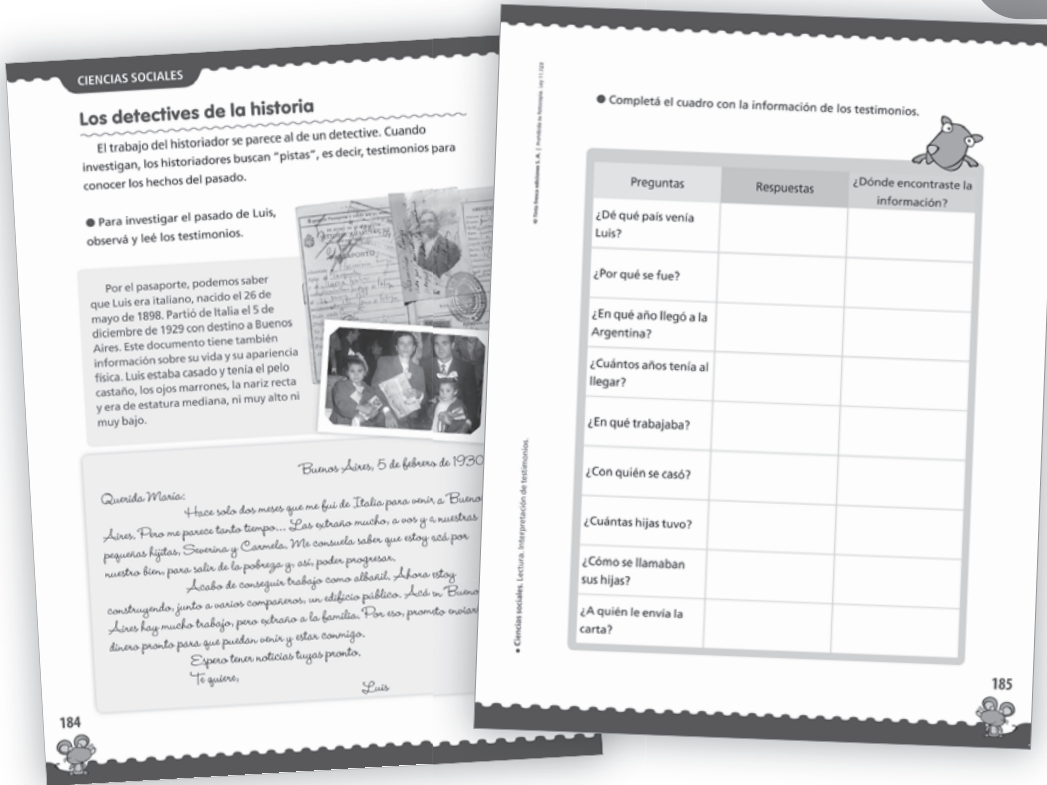 CIENCIAS SOCIALES
Los detectives de la historia
El trabajo del historiador se parece al de un detective. Cuando
investigan, los historiadores buscan “pistas”, es decir, testimonios para
conocer los hechos del pasado.
● Para investigar el pasado de Luis,
observá y leé los testimonios.
Por el pasaporte, podemos saber
que Luis era italiano, nacido el 26 de
mayo de 1898. Partió de Italia el 5 de
diciembre de 1929 con destino a Buenos
Aires. Este documento tiene también
información sobre su vida y su apariencia
física. Luis estaba casado y tenía el pelo
castaño, los ojos marrones, la nariz recta
y era de estatura mediana, ni muy alto ni
muy bajo.
Buenos Aires, 5 de febrero de 1930
Querida María:
Hace solo dos meses que me fui de Italia para venir a Bueno
Aires. Pero me parece tanto tiempo... Las extraño mucho, a vos y a nuestras
pequeñas hijitas, Severina y Carmela. Me consuela saber que estoy acá por
nuestro bien, para salir de la pobreza y, así, poder progresar.
Acabo de conseguir trabajo como albañil. Ahora estoy
construyendo, junto a varios compañeros, un edificio público. Acá en Bueno
Aires hay mucho trabajo, pero extraño a la familia. Por eso, prometo enviar
dinero pronto para que puedan venir y estar conmigo.
Espero tener noticias tuyas pronto.
Te quiere,
Luis
184
● Completá el cuadro con la información de los testimonios.
Preguntas
Respuestas
¿Dónde encontraste la
información?
¿Dé qué país venía
Luis?
¿Por qué se fue?
¿En qué año llegó a la
Argentina?
¿Cuántos años tenía al
llegar?
¿En qué trabajaba?
¿Con quién se casó?
¿Cuántas hijas tuvo?
¿Cómo se llamaban
sus hijas?
¿A quién le envía la
carta?
● Ciencias sociales. Lectura. Interpretación de testimonios.
185